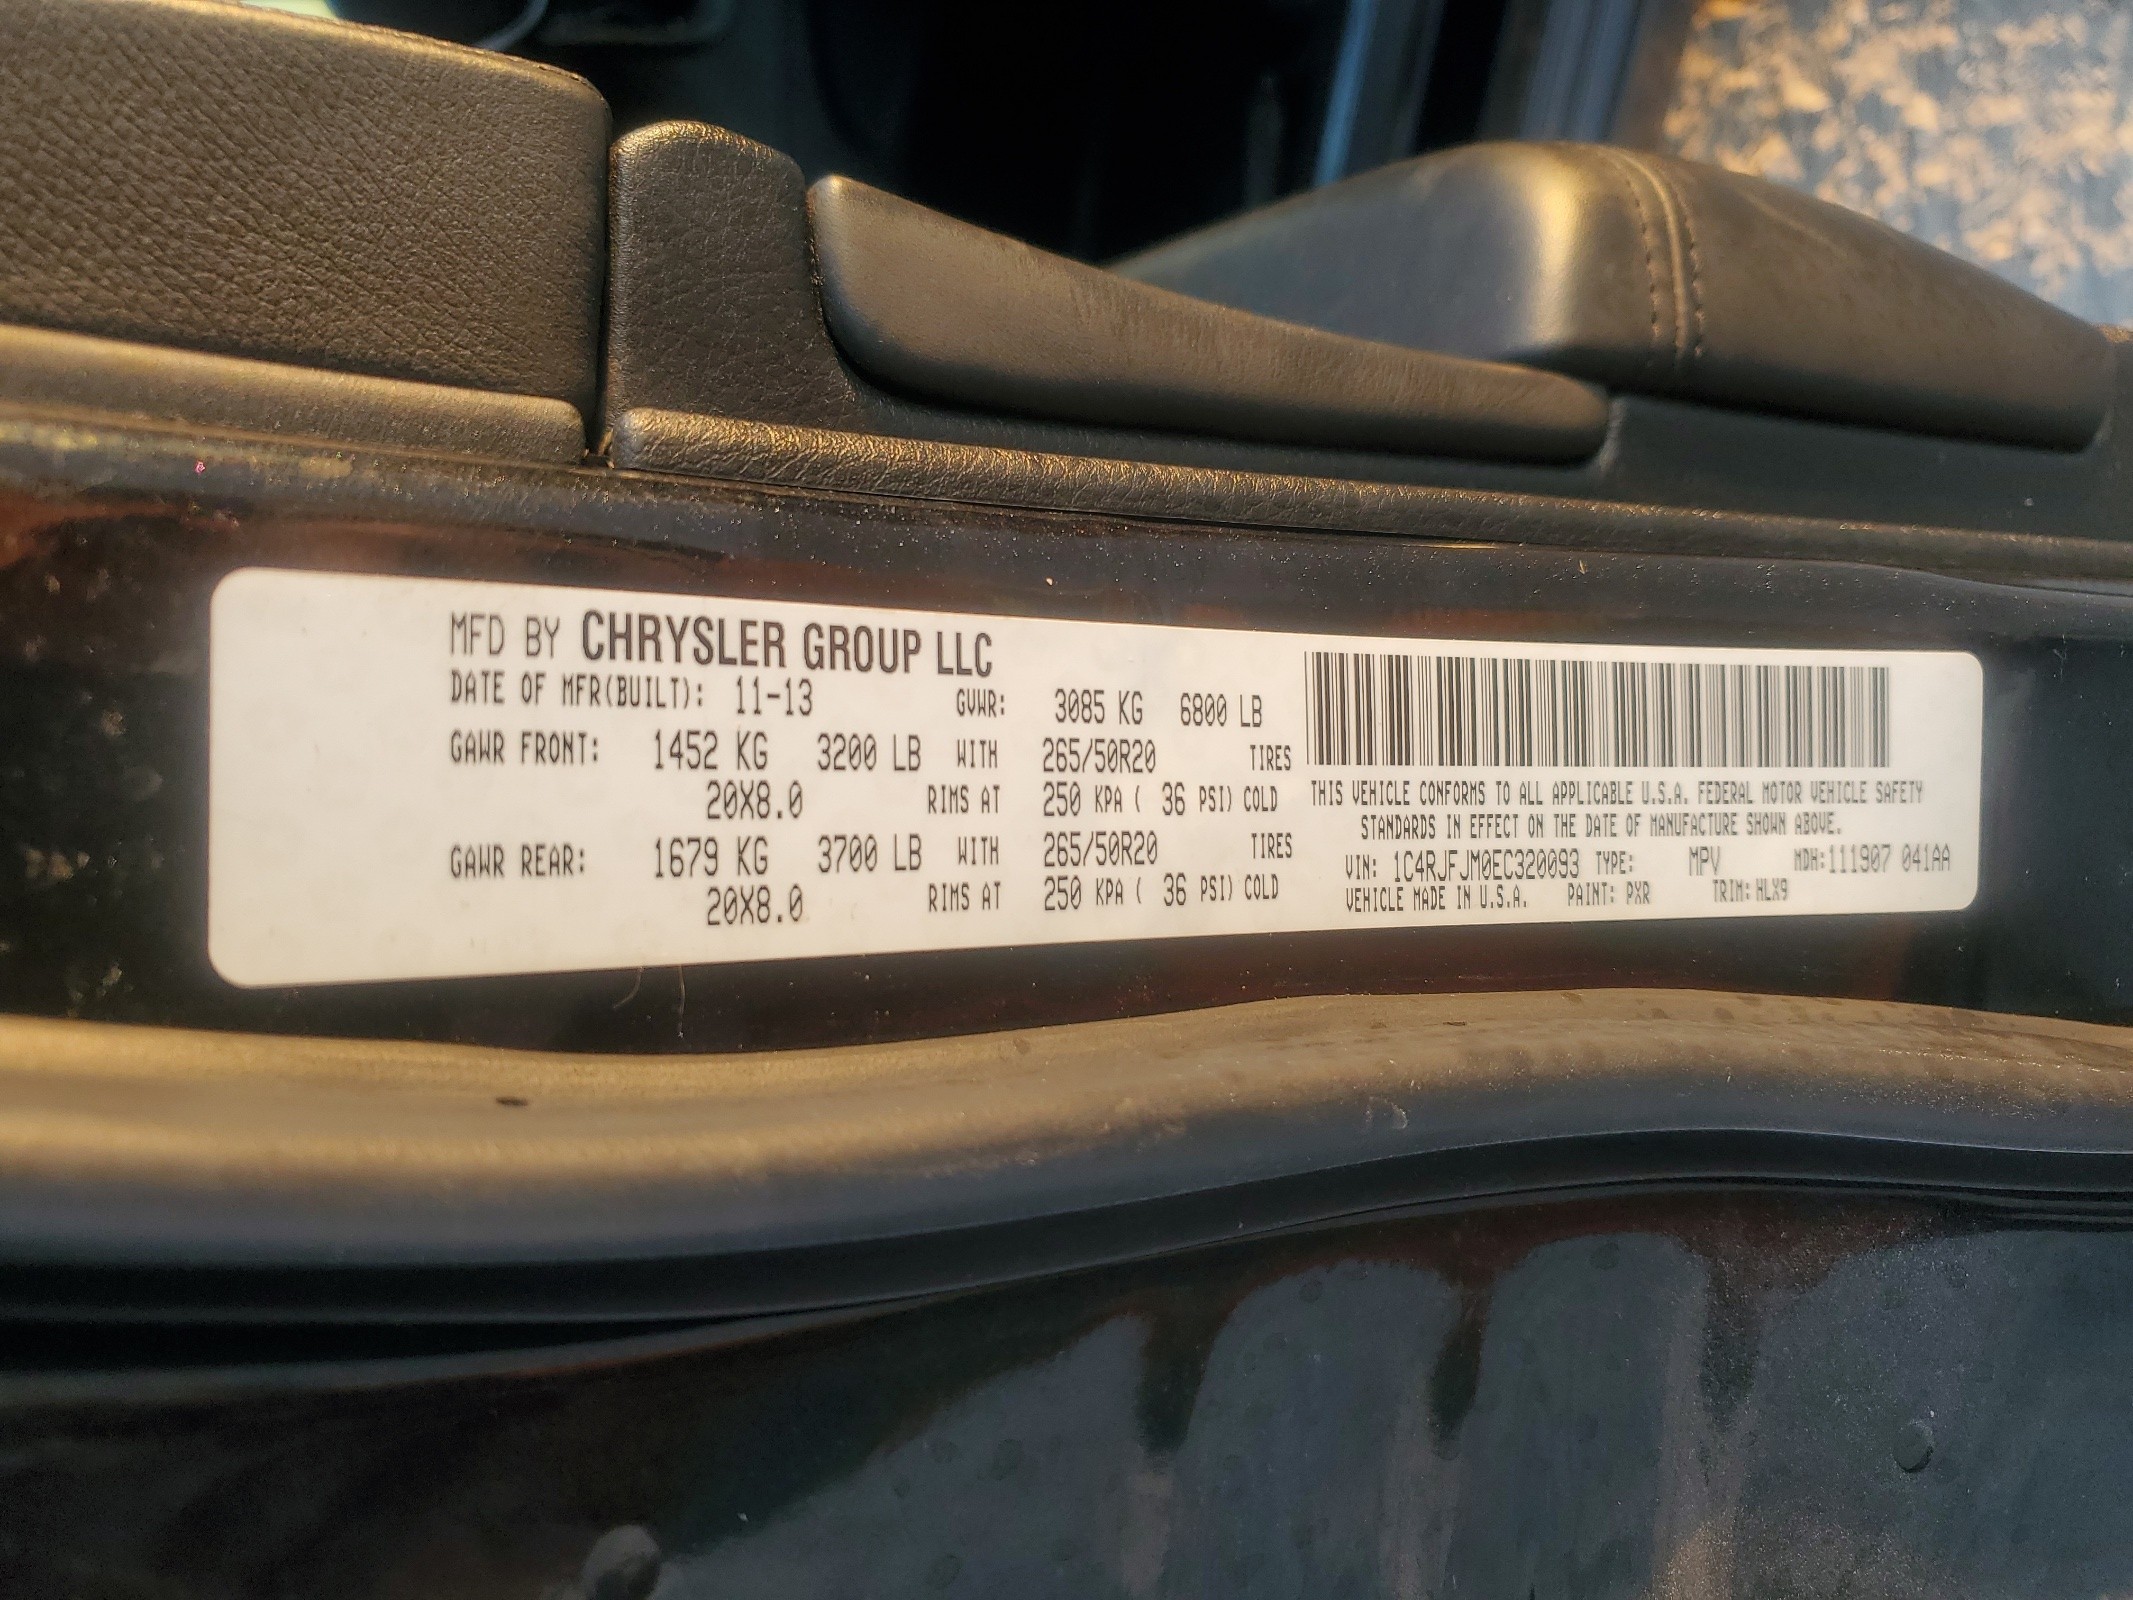 MFD BY CHRYSLER GROUP LLC
DATE OF MFR(BUILT): 11-13 GVWR: 3085 KG 6800 LB
GAWR FRONT: 1452 KG 3200 LB WITH 265/50R20 TIRES
20X8.0 RIMS AT 250 KPA ( 36 PSI) COLD
GAWR REAR: 1679 KG 3700 LB WITH 265/50R20 TIRES
20X8.0 RIMS AT 250 KPA ( 36 PSI) COLD
THIS VEHICLE CONFORMS TO ALL APPLICABLE U.S.A. FEDERAL MOTOR VEHICLE SAFETY
STANDARDS IN EFFECT ON THE DATE OF MANUFACTURE SHOWN ABOVE.
VIN: 1C4RJFJM0EC320093 TYPE: MPV MDH:111907 041AA
VEHICLE MADE IN U.S.A. PAINT: PXR TRIM: HLX9